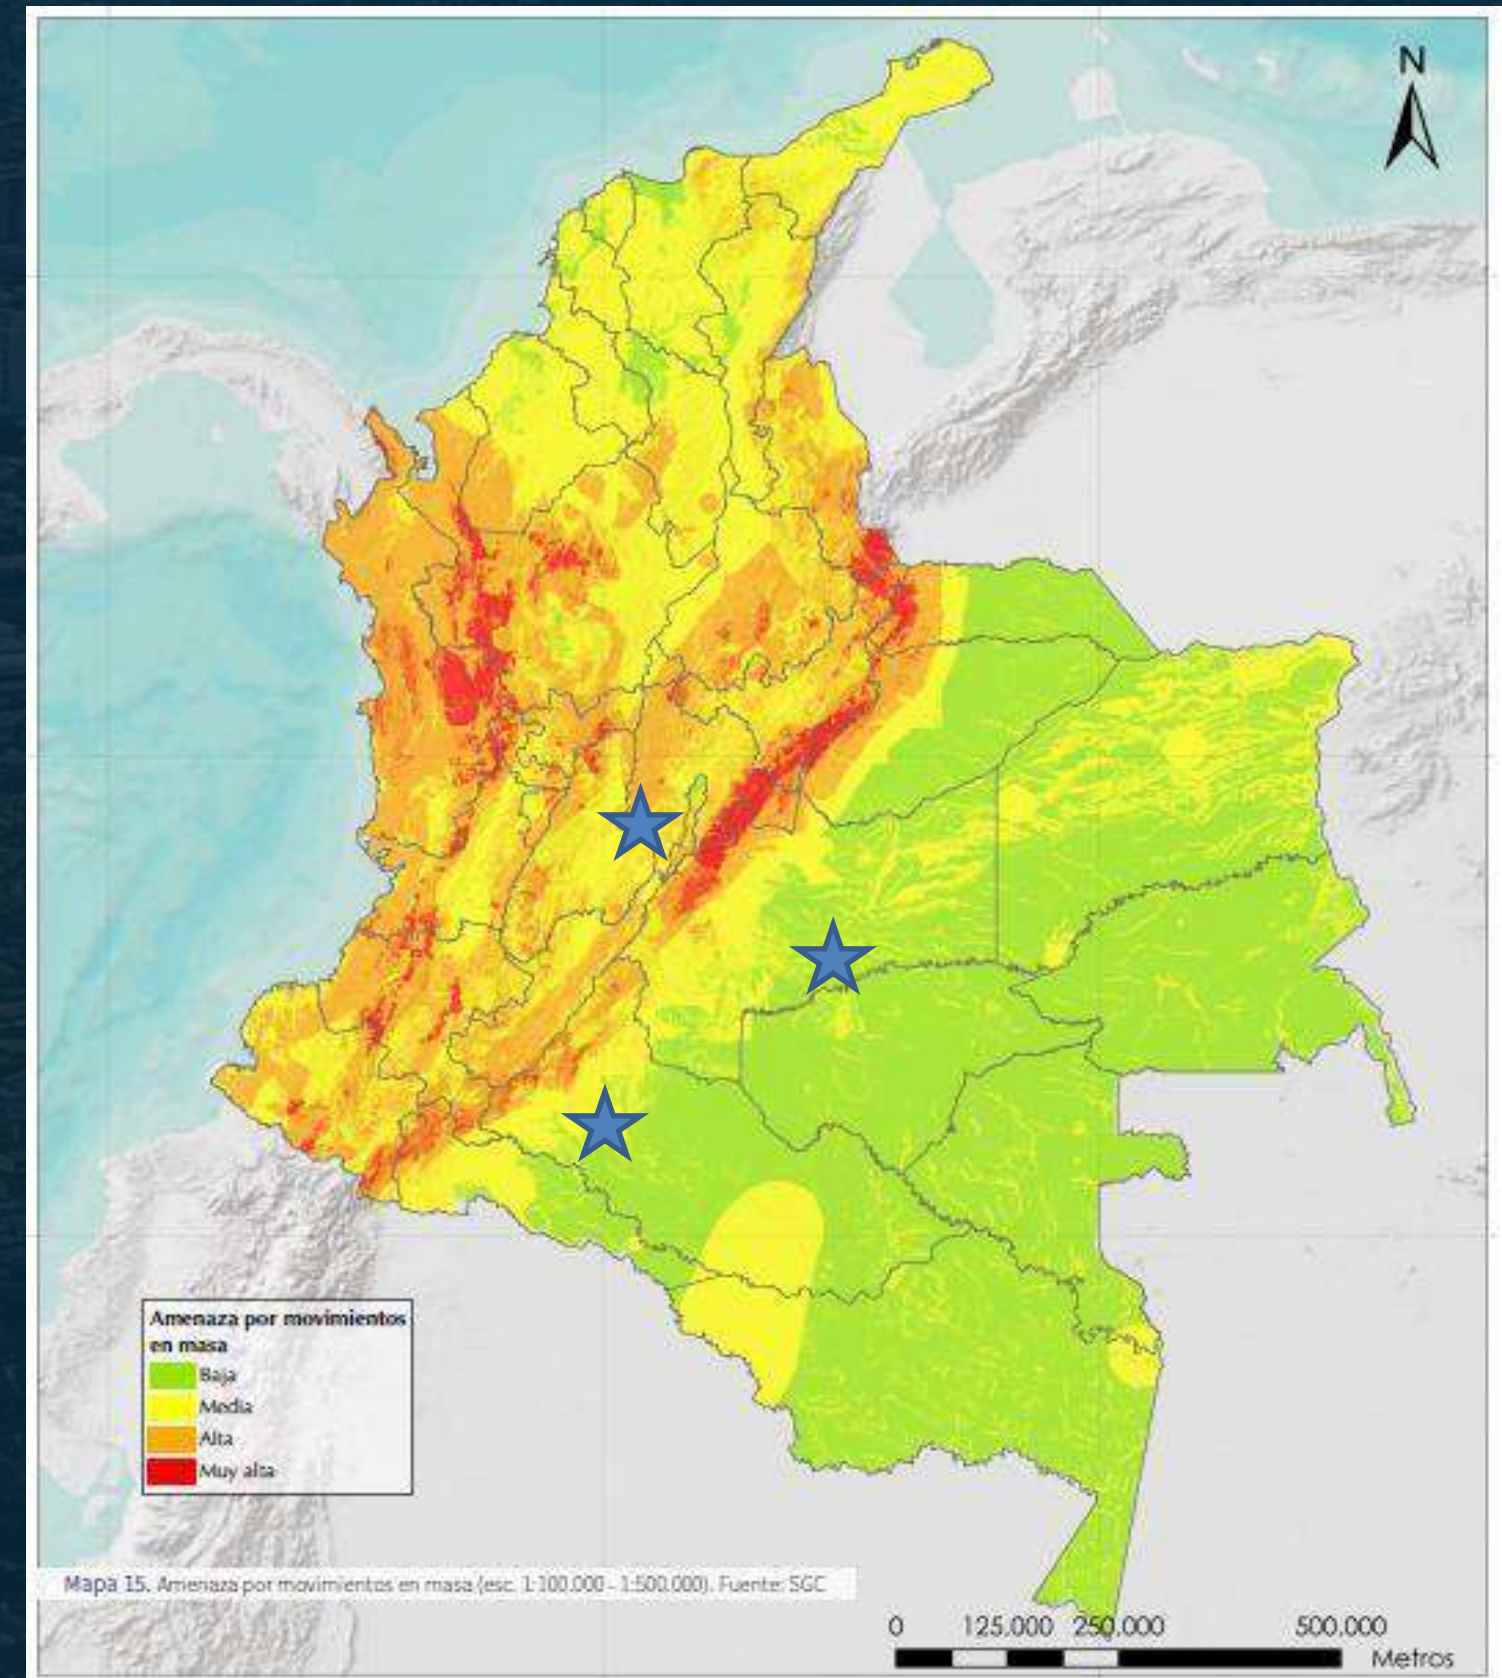 N
Amenaza por movimientos
en masa
Baja
Media
Alta
Muy alta
Mapa 15. Amenaza por movimientos en masa (esc. 1:100.000 - 1:500.000). Fuente: SGC
0 125.000 250.000 500.000
Metros